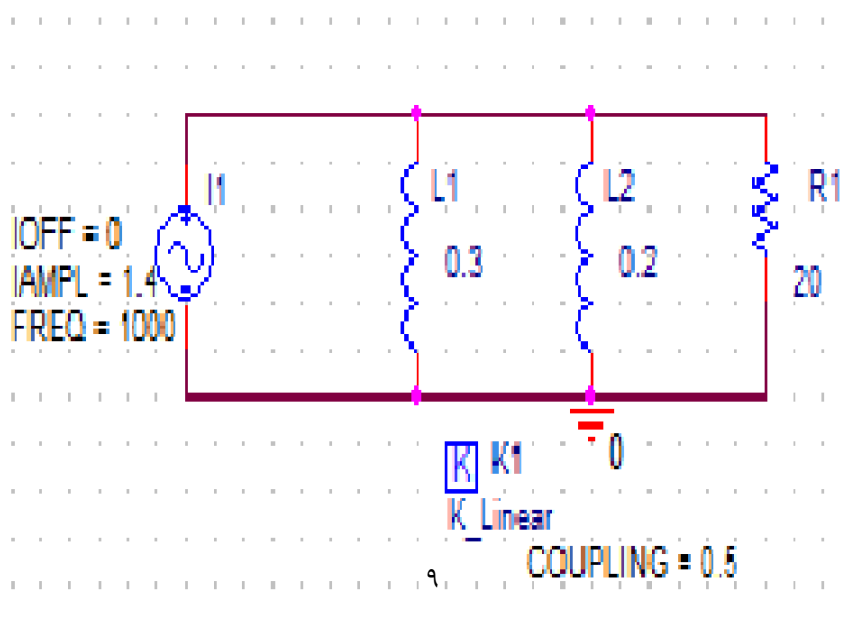 I1
L1
L2
R1
IOFF = 0
IAMPL = 1.4
FREQ = 1000
0.3
0.2
20
0
K K1
K_Linear
COUPLING = 0.5
٩